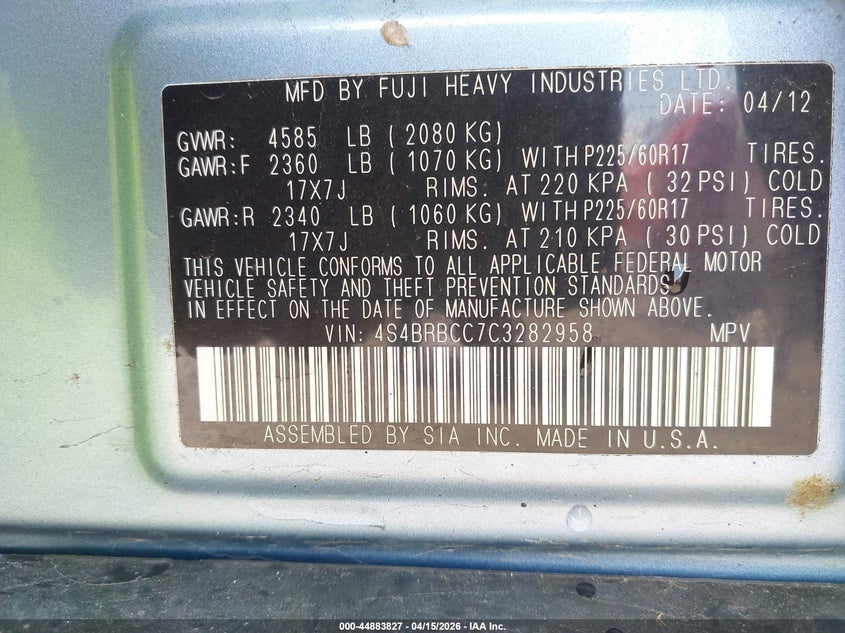 MFD BY FUJI HEAVY INDUSTRIES LTD.
DATE: 04/12
GVWR: 4585 LB (2080 KG)
GAWR:F 2360 LB (1070 KG) WITH P225/60R17 TIRES.
17X7J RIMS. AT 220 KPA (32 PSI) COLD
GAWR:R 2340 LB (1060 KG) WITH P225/60R17 TIRES.
17X7J RIMS. AT 210 KPA (30 PSI) COLD
THIS VEHICLE CONFORMS TO ALL APPLICABLE FEDERAL MOTOR
VEHICLE SAFETY AND THEFT PREVENTION STANDARDS
IN EFFECT ON THE DATE OF MANUFACTURE SHOWN ABOVE.
VIN: 4S4BRBCC7C3282958 MPV
ASSEMBLED BY SIA INC. MADE IN U.S.A.
000-44883827 - 04/15/2026 - IAA Inc.